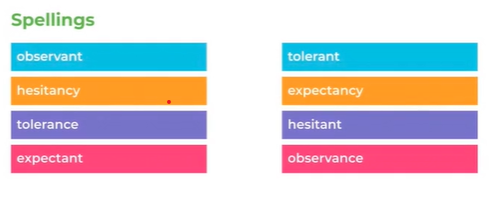 Spellings
observant
hesitancy
tolerance
expectant
tolerant
expectancy
hesitant
observance